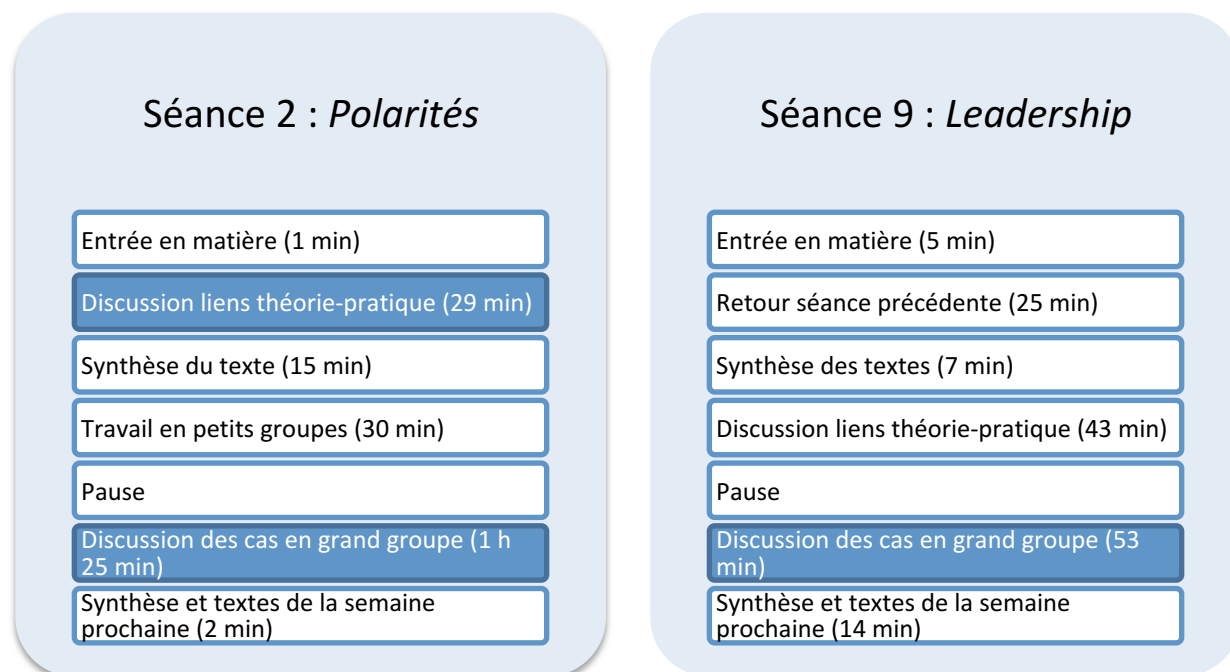 Séance 2 : Polarités
Entrée en matière (1 min)
Discussion liens théorie-pratique (29 min)
Synthèse du texte (15 min)
Travail en petits groupes (30 min)
Pause
Discussion des cas en grand groupe (1 h
25 min)
Synthèse et textes de la semaine
prochaine (2 min)
Séance 9 : Leadership
Entrée en matière (5 min)
Retour séance précédente (25 min)
Synthèse des textes (7 min)
Discussion liens théorie-pratique (43 min)
Pause
Discussion des cas en grand groupe (53
min)
Synthèse et textes de la semaine
prochaine (14 min)